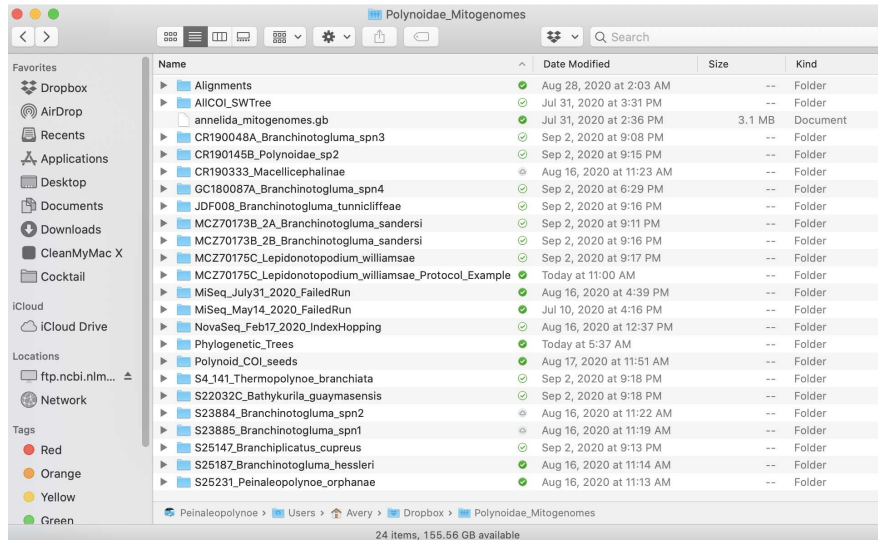 Polynoidae_Mitogenomes
Search
Favorites
Dropbox
AirDrop
Recents
Applications
Desktop
Documents
Downloads
CleanMyMac X
Cocktail
iCloud
iCloud Drive
Locations
ftp.ncbi.nlm...
Network
Tags
Red
Orange
Yellow
Green
Name Date Modified Size Kind
Alignments Aug 28, 2020 at 2:03 AM -- Folder
AllCOI_SWTree Jul 31, 2020 at 3:31 PM -- Folder
annelida_mitogenomes.gb Jul 31, 2020 at 2:36 PM 3.1 MB Document
CR190048A_Branchinotogluma_spn3 Sep 2, 2020 at 9:08 PM -- Folder
CR190145B_Polynoidae_sp2 Sep 2, 2020 at 9:15 PM -- Folder
CR190333_Macellicephalinae Aug 16, 2020 at 11:23 AM -- Folder
GC180087A_Branchinotogluma_spn4 Sep 2, 2020 at 6:29 PM -- Folder
JDF008_Branchinotogluma_tunnicliffeae Sep 2, 2020 at 9:16 PM -- Folder
MCZ70173B_2A_Branchinotogluma_sandersi Sep 2, 2020 at 9:11 PM -- Folder
MCZ70173B_2B_Branchinotogluma_sandersi Sep 2, 2020 at 9:16 PM -- Folder
MCZ70175C_Lepidonotopodium_williamsae Sep 2, 2020 at 9:17 PM -- Folder
MCZ70175C_Lepidonotopodium_williamsae_Protocol_Example Today at 11:00 AM -- Folder
MiSeq_July31_2020_FailedRun Aug 16, 2020 at 4:39 PM -- Folder
MiSeq_May14_2020_FailedRun Jul 10, 2020 at 4:16 PM -- Folder
NovaSeq_Feb17_2020_IndexHopping Aug 16, 2020 at 12:37 PM -- Folder
Phylogenetic_Trees Today at 5:37 AM -- Folder
Polynoid_COI_seeds Aug 17, 2020 at 11:51 AM -- Folder
S4_141_Thermopolynoe_branchiata Sep 2, 2020 at 9:18 PM -- Folder
S22032C_Bathykurila_guaymasensis Sep 2, 2020 at 9:18 PM -- Folder
S23884_Branchinotogluma_spn2 Aug 16, 2020 at 11:22 AM -- Folder
S23885_Branchinotogluma_spn1 Aug 16, 2020 at 11:19 AM -- Folder
S25147_Branchiplicatus_cupreus Sep 2, 2020 at 9:13 PM -- Folder
S25187_Branchinotogluma_hessleri Aug 16, 2020 at 11:14 AM -- Folder
S25231_Peinaleopolynoe_orphanae Aug 16, 2020 at 11:13 AM -- Folder
Peinaleopolynoe > Users > Avery > Dropbox > Polynoidae_Mitogenomes
24 items, 155.56 GB available